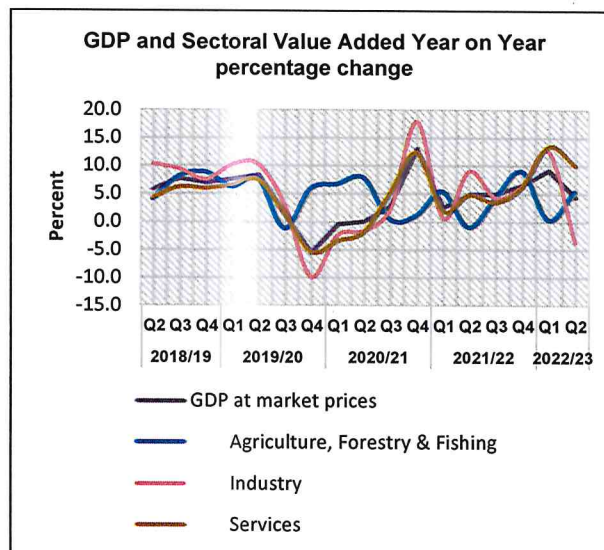 GDP and Sectoral Value Added Year on Year
percentage change
20.0
15.0
10.0
5.0
0.0
-5.0
-10.0
-15.0
Percent
Q2 Q3 Q4 Q1 Q2 Q3 Q4 Q1 Q2 Q3 Q4 Q1 Q2 Q3 Q4 Q1 Q2
2018/19 2019/20 2020/21 2021/22 2022/23
GDP at market prices
Agriculture, Forestry & Fishing
Industry
Services